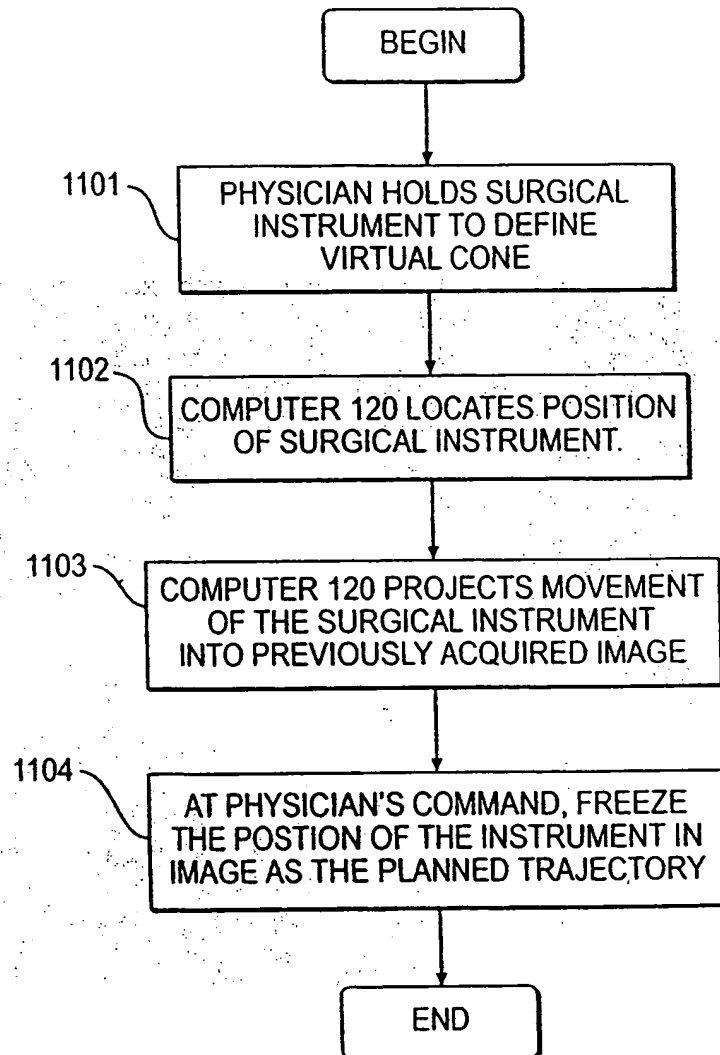 BEGIN
1101
PHYSICIAN HOLDS SURGICAL
INSTRUMENT TO DEFINE
VIRTUAL CONE
1102
COMPUTER 120 LOCATES POSITION
OF SURGICAL INSTRUMENT.
1103
COMPUTER 120 PROJECTS MOVEMENT
OF THE SURGICAL INSTRUMENT
INTO PREVIOUSLY ACQUIRED IMAGE
1104
AT PHYSICIAN'S COMMAND, FREEZE
THE POSTION OF THE INSTRUMENT IN
IMAGE AS THE PLANNED TRAJECTORY
END